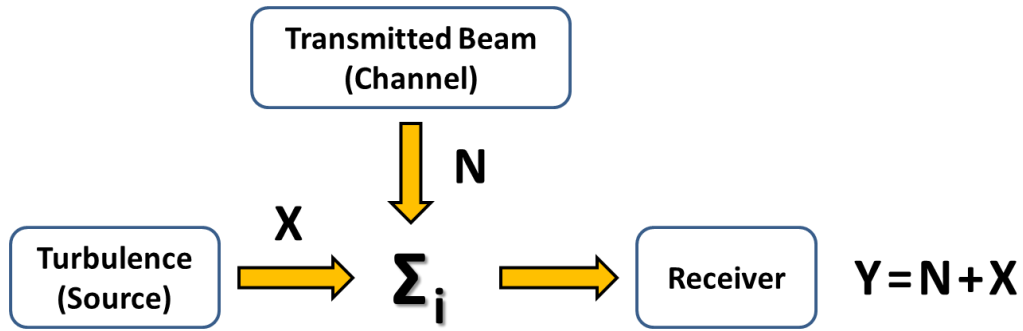 Transmitted Beam
(Channel)
N
X
Turbulence
(Source)
Σi
Receiver
Y=N+X